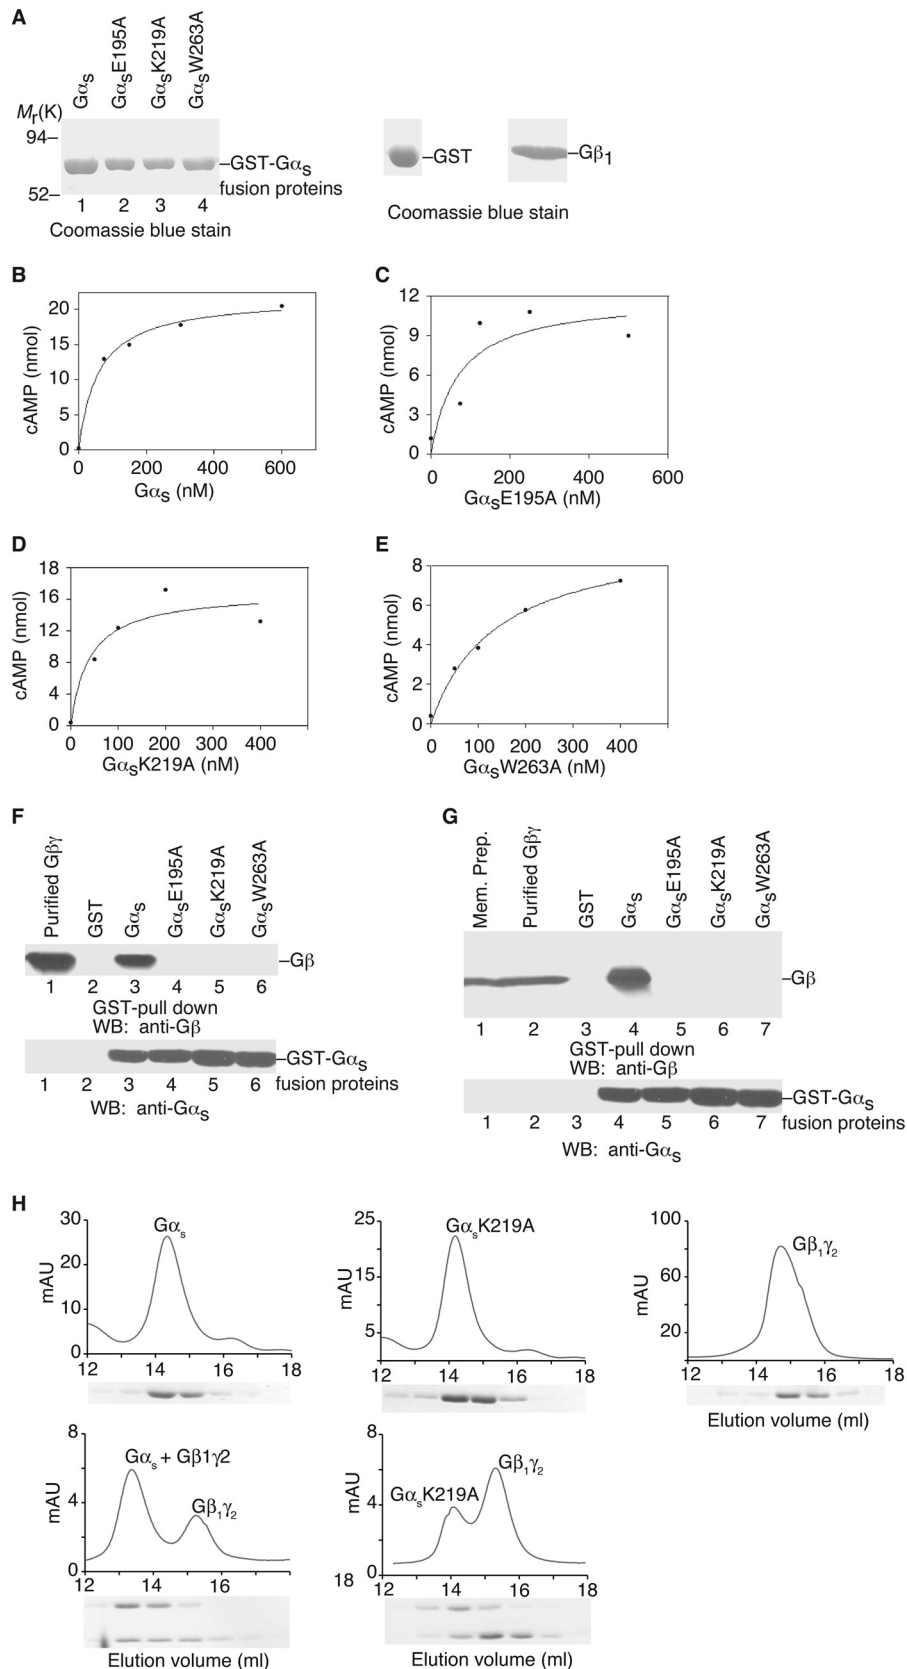 A
Gαs
GαsE195A
GαsK219A
GαsW263A
Mr(K)
94–
52–
–GST-Gαs
fusion proteins
1 2 3 4
Coomassie blue stain
–GST
–Gβ1
Coomassie blue stain
B
cAMP (nmol)
20
15
10
5
0
0 200 400 600
Gαs (nM)
C
cAMP (nmol)
12
9
6
3
0
0 200 400 600
GαsE195A (nM)
D
cAMP (nmol)
18
16
12
8
4
0
0 100 200 300 400
GαsK219A (nM)
E
cAMP (nmol)
8
6
4
2
0
0 100 200 300 400
GαsW263A (nM)
F
Purified Gβγ
GST
Gαs
GαsE195A
GαsK219A
GαsW263A
–Gβ
1 2 3 4 5 6
GST-pull down
WB: anti-Gβ
–GST-Gαs
fusion proteins
1 2 3 4 5 6
WB: anti-Gαs
G
Mem. Prep.
Purified Gβγ
GST
Gαs
GαsE195A
GαsK219A
GαsW263A
–Gβ
1 2 3 4 5 6 7
GST-pull down
WB: anti-Gβ
–GST-Gαs
fusion proteins
1 2 3 4 5 6 7
WB: anti-Gαs
H
Gαs
mAU
30
20
10
0
12 14 16 18
GαsK219A
mAU
25
15
5
12 14 16 18
Gβ1γ2
mAU
100
60
20
12 14 16 18
Elution volume (ml)
Gαs + Gβ1γ2
Gβ1γ2
mAU
8
4
0
12 14 16 18
Elution volume (ml)
GαsK219A
Gβ1γ2
mAU
8
4
0
12 14 16 18
Elution volume (ml)